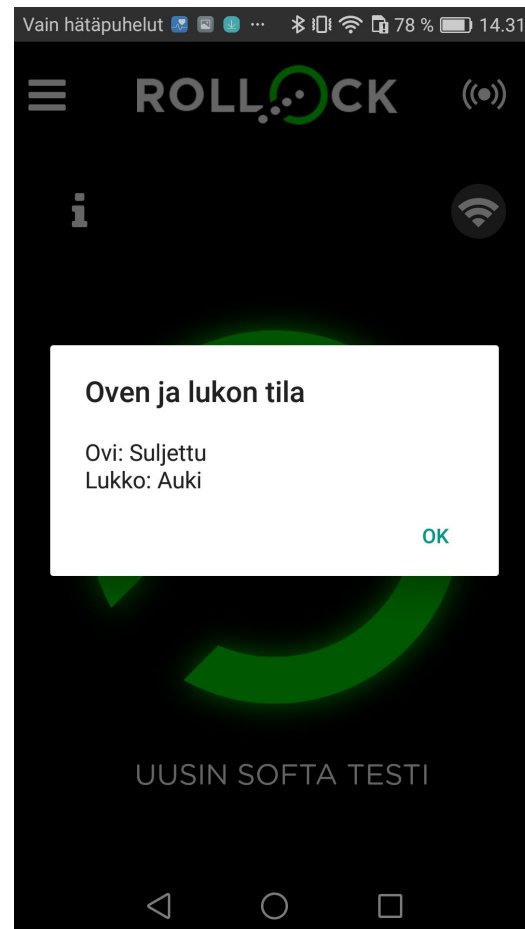 Vain hätäpuhelut ... 78 % 14.31
ROLLOCK
Oven ja lukon tila
Ovi: Suljettu
Lukko: Auki
OK
UUSIN SOFTA TESTI